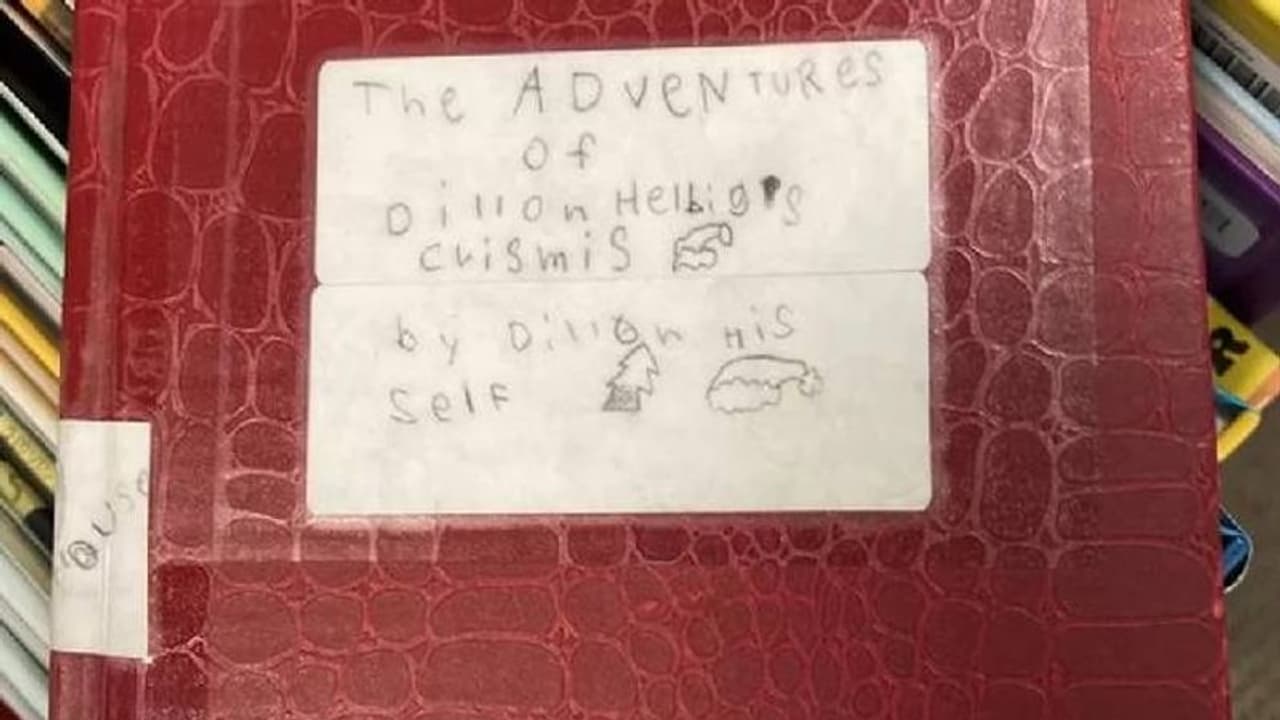 The ADVeNTURes
of
Dillon Helbig's
crismis
by Dillon His
self